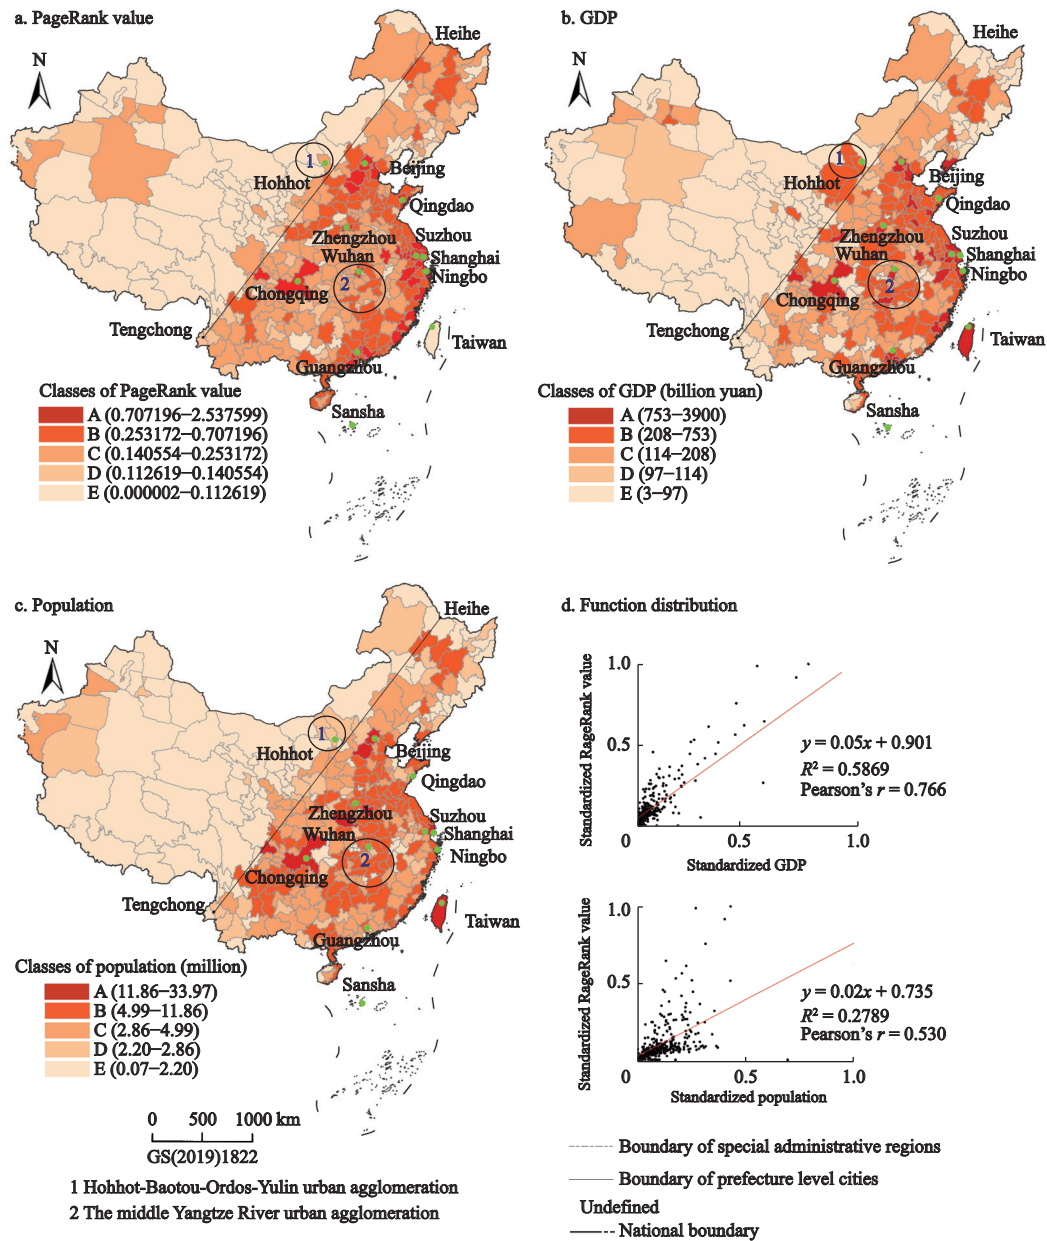 a. PageRank value
N
Heihe
1
Hohhot
Beijing
Qingdao
Zhengzhou
Suzhou
Wuhan
Shanghai
Ningbo
2
Chongqing
Tengchong
Taiwan
Guangzhou
Sansha
Classes of PageRank value
A (0.707196−2.537599)
B (0.253172−0.707196)
C (0.140554−0.253172)
D (0.112619−0.140554)
E (0.000002−0.112619)
b. GDP
N
Heihe
1
Hohhot
Beijing
Qingdao
Zhengzhou
Suzhou
Wuhan
Shanghai
Ningbo
2
Chongqing
Tengchong
Taiwan
Guangzhou
Sansha
Classes of GDP (billion yuan)
A (753−3900)
B (208−753)
C (114−208)
D (97−114)
E (3−97)
c. Population
N
Heihe
1
Hohhot
Beijing
Qingdao
Zhengzhou
Suzhou
Wuhan
Shanghai
Ningbo
2
Chongqing
Tengchong
Taiwan
Guangzhou
Sansha
Classes of population (million)
A (11.86−33.97)
B (4.99−11.86)
C (2.86−4.99)
D (2.20−2.86)
E (0.07−2.20)
0 500 1000 km
GS(2019)1822
1 Hohhot-Baotou-Ordos-Yulin urban agglomeration
2 The middle Yangtze River urban agglomeration
d. Function distribution
Standardized RageRank value
1.0
0.5
0
0.5
1.0
y = 0.05x + 0.901
R² = 0.5869
Pearson's r = 0.766
Standardized GDP
Standardized RageRank value
1.0
0.5
0
0.5
1.0
y = 0.02x + 0.735
R² = 0.2789
Pearson's r = 0.530
Standardized population
Boundary of special administrative regions
Boundary of prefecture level cities
Undefined
National boundary